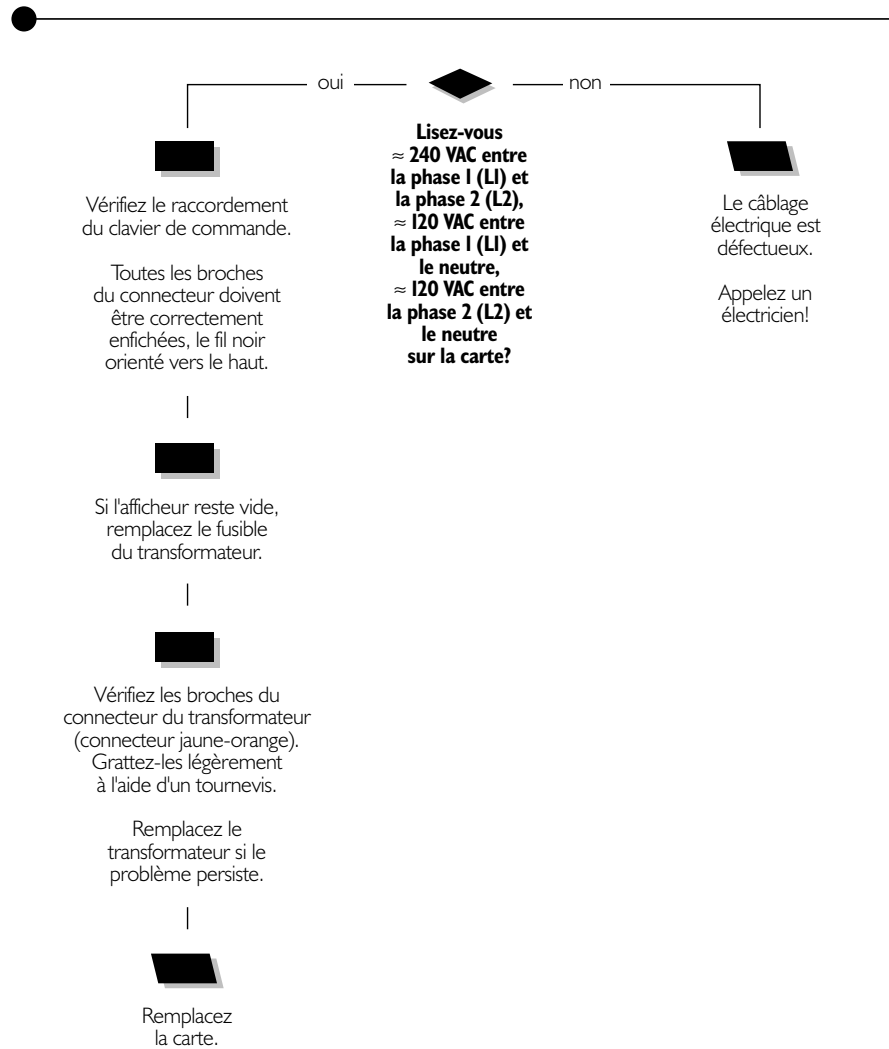 oui
non
Lisez-vous
≈ 240 VAC entre
la phase 1 (L1) et
la phase 2 (L2),
≈ 120 VAC entre
la phase 1 (L1) et
le neutre,
≈ 120 VAC entre
la phase 2 (L2) et
le neutre
sur la carte?
Vérifiez le raccordement
du clavier de commande.
Toutes les broches
du connecteur doivent
être correctement
enfichées, le fil noir
orienté vers le haut.
Si l'afficheur reste vide,
remplacez le fusible
du transformateur.
Vérifiez les broches du
connecteur du transformateur
(connecteur jaune-orange).
Grattez-les légèrement
à l'aide d'un tournevis.
Remplacez le
transformateur si le
problème persiste.
Remplacez
la carte.
Le câblage
électrique est
défectueux.
Appelez un
électricien!